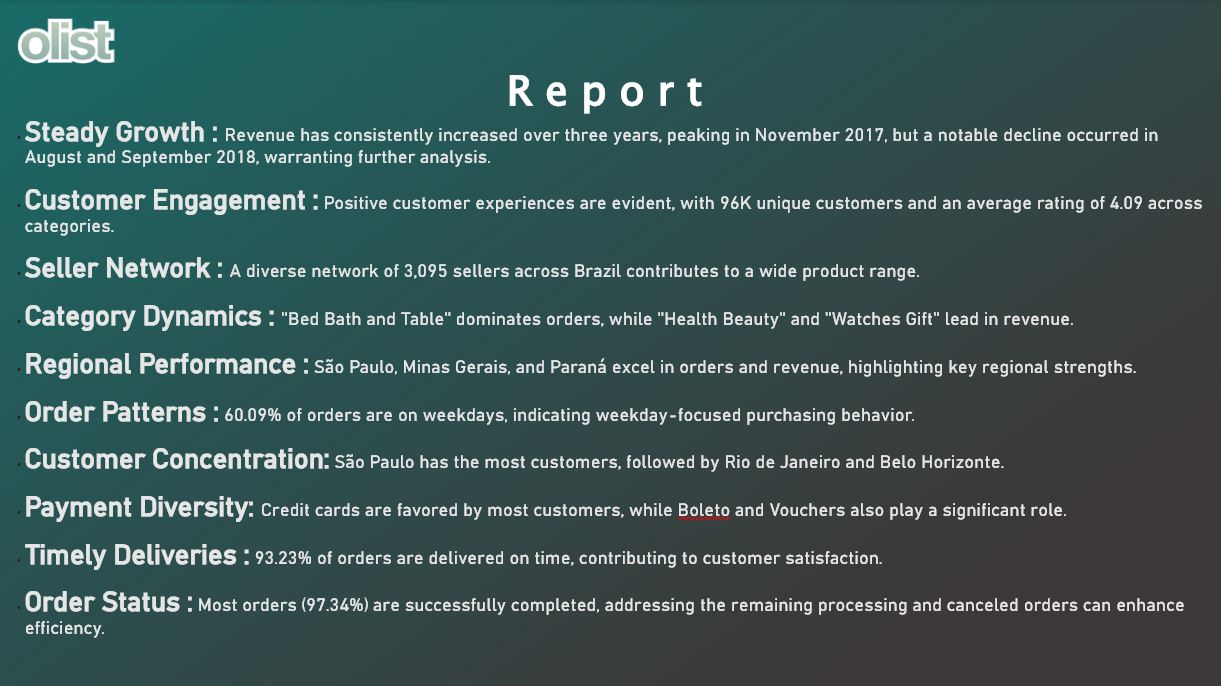 olist
Report
Steady Growth : Revenue has consistently increased over three years, peaking in November 2017, but a notable decline occurred in
August and September 2018, warranting further analysis.
Customer Engagement : Positive customer experiences are evident, with 96K unique customers and an average rating of 4.09 across
categories.
Seller Network : A diverse network of 3,095 sellers across Brazil contributes to a wide product range.
Category Dynamics : "Bed Bath and Table" dominates orders, while "Health Beauty" and "Watches Gift" lead in revenue.
Regional Performance : São Paulo, Minas Gerais, and Paraná excel in orders and revenue, highlighting key regional strengths.
Order Patterns : 60.09% of orders are on weekdays, indicating weekday-focused purchasing behavior.
Customer Concentration: São Paulo has the most customers, followed by Rio de Janeiro and Belo Horizonte.
Payment Diversity: Credit cards are favored by most customers, while Boleto and Vouchers also play a significant role.
Timely Deliveries : 93.23% of orders are delivered on time, contributing to customer satisfaction.
Order Status : Most orders (97.34%) are successfully completed, addressing the remaining processing and canceled orders can enhance
efficiency.